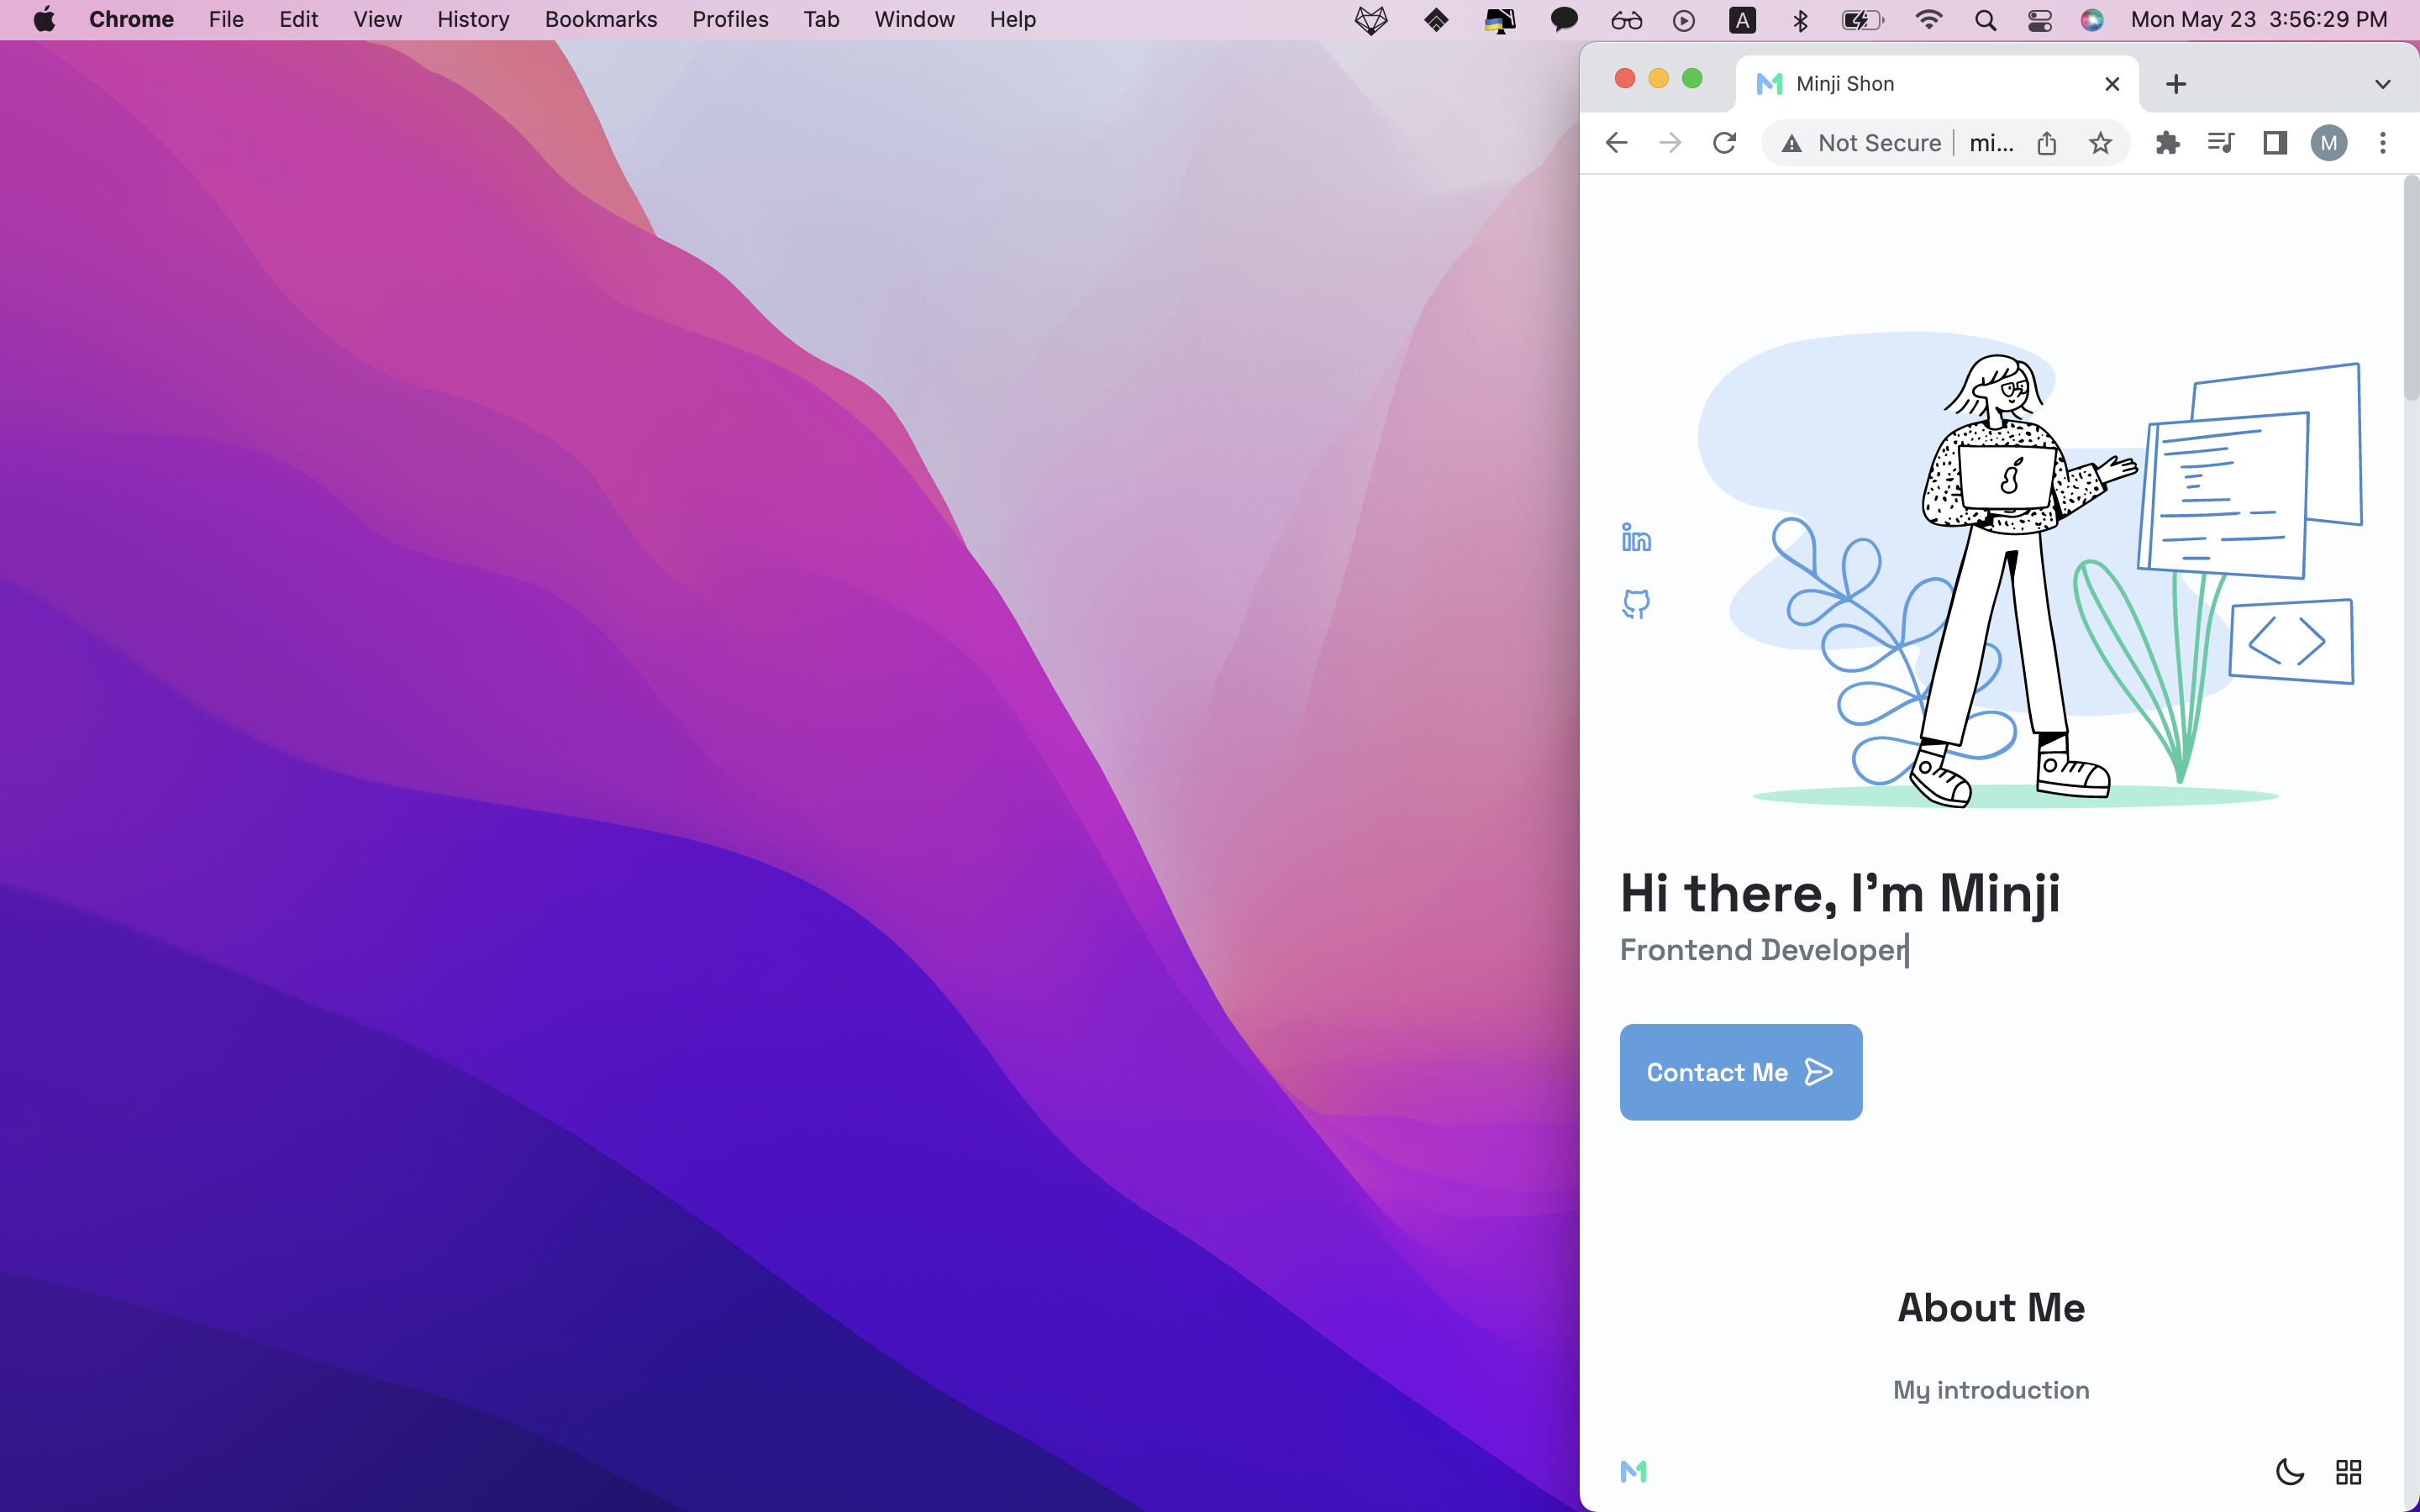 Chrome File Edit View History Bookmarks Profiles Tab Window Help A Mon May 23 3:56:29 PM
Minji Shon
Not Secure mi... M
in
Hi there, I'm Minji
Frontend Developer
Contact Me
About Me
My introduction
M